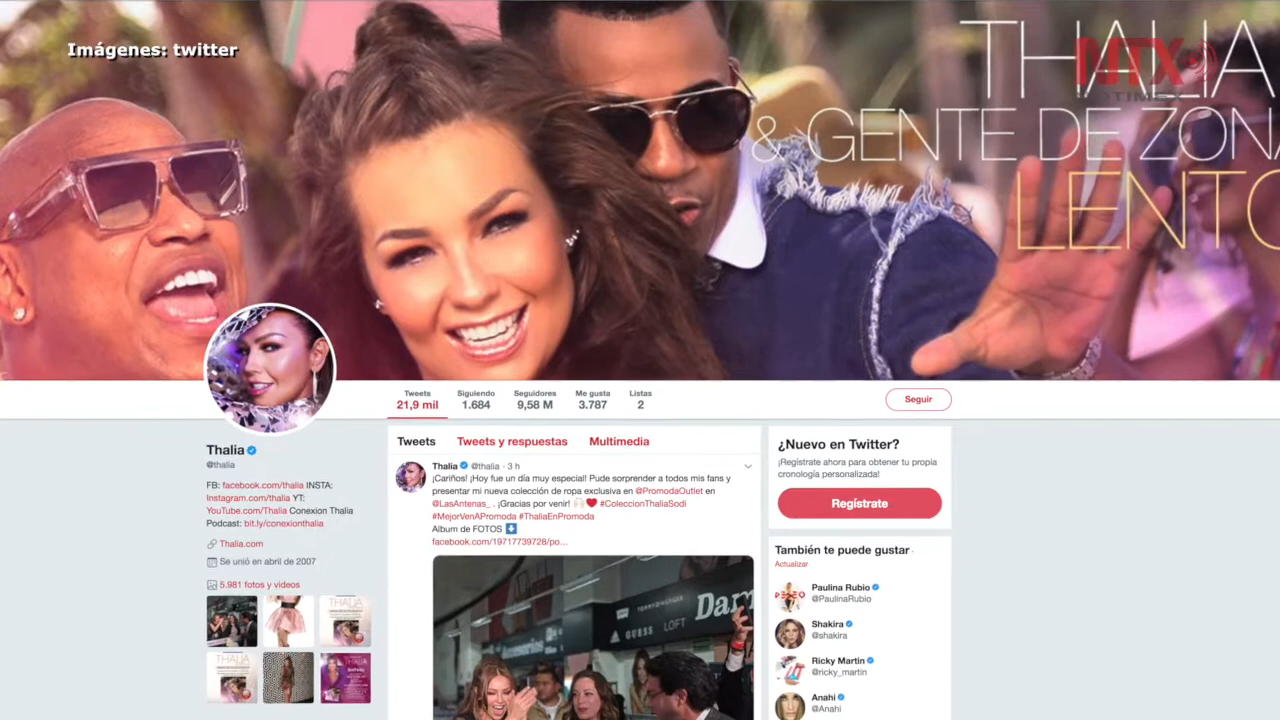 Imágenes: twitter
THALIA
NTX
NOTIMEX
& GENTE DE ZONA
LENTO
Tweets
21,9 mil
Siguiendo
1.684
Seguidores
9,58 M
Me gusta
3.787
Listas
2
Seguir
Thalia
@thalia
FB: facebook.com/thalia INSTA:
Instagram.com/thalia YT:
YouTube.com/Thalia Conexion Thalia
Podcast: bit.ly/conexionthalia
Thalia.com
Se unió en abril de 2007
5.981 fotos y videos
THALIA
THALIA
Tweets Tweets y respuestas Multimedia
Thalia @thalia · 3 h
¡Cariños! ¡Hoy fue un día muy especial! Pude sorprender a todos mis fans y
presentar mi nueva colección de ropa exclusiva en @PromodaOutlet en
@LasAntenas_ . ¡Gracias por venir! 🙌🏻❤️ #ColeccionThaliaSodi
#MejorVenAPromoda #ThaliaEnPromoda
Album de FOTOS ⬇️
facebook.com/19717739728/po...
TOMMY HILFIGER
GUESS
LOFT
¿Nuevo en Twitter?
¡Regístrate ahora para obtener tu propia
cronología personalizada!
Regístrate
También te puede gustar ·
Actualizar
Paulina Rubio
@PaulinaRubio
Shakira
@shakira
Ricky Martin
@ricky_martin
Anahi
@Anahi